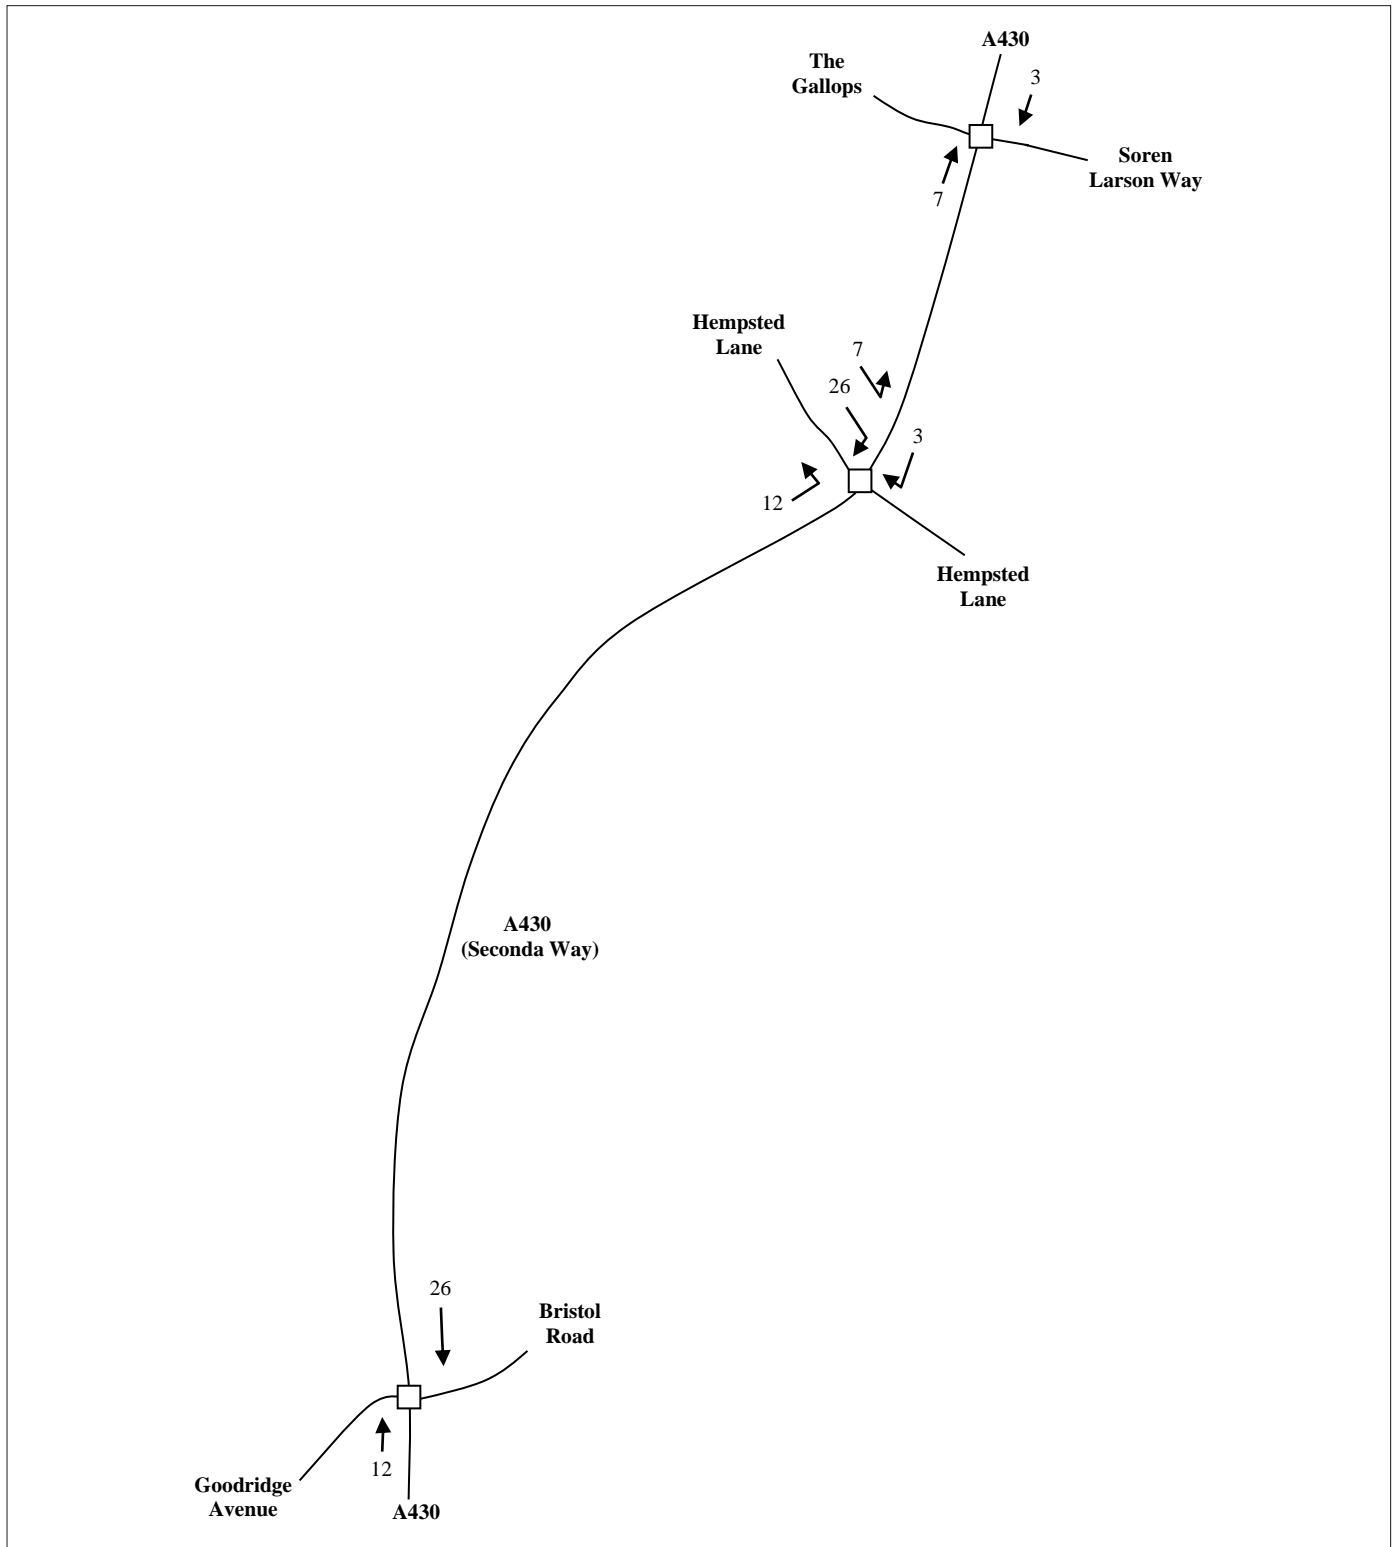 A430
The
Gallops
3
Soren
Larson Way
7
Hempsted
Lane
7
26
3
12
Hempsted
Lane
A430
(Seconda Way)
26
Bristol
Road
12
Goodridge
Avenue
A430